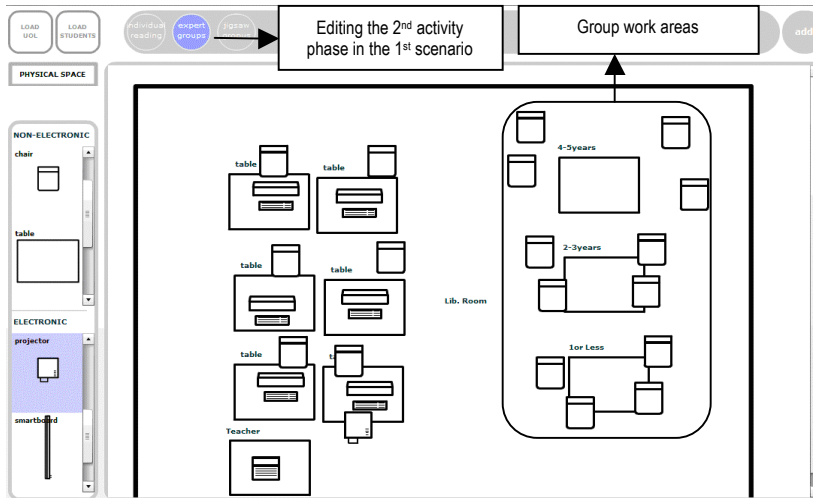 LOAD
UOL
LOAD
STUDENTS
individual
reading
expert
groups
jigsaw
groups
Editing the 2nd activity
phase in the 1st scenario
Group work areas
add
PHYSICAL SPACE
NON-ELECTRONIC
chair
table
ELECTRONIC
projector
smartboard
table
table
table
table
table
Teacher
Lib. Room
4-5years
2-3years
1or Less